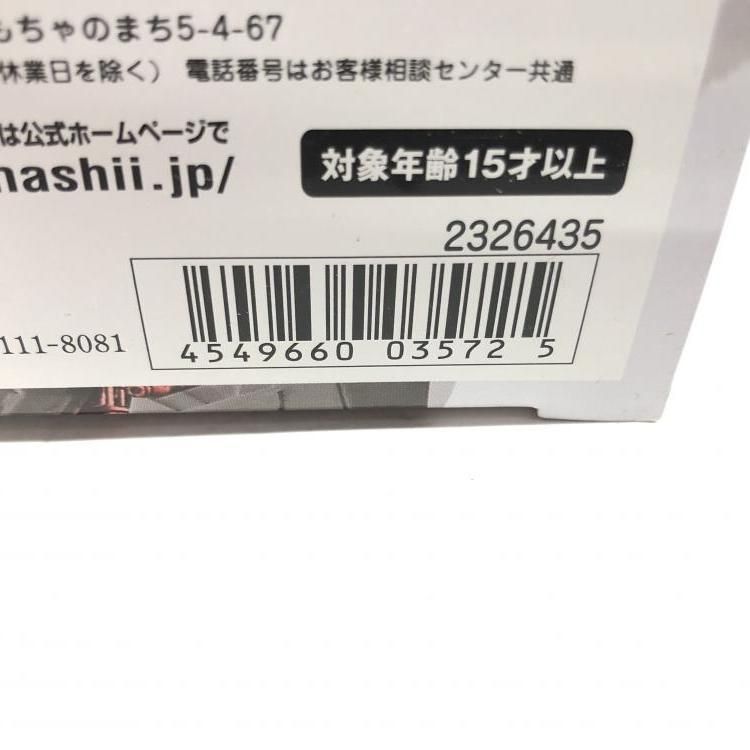 もちゃのまち5-4-67
休業日を除く） 電話番号はお客様相談センター共通
は公式ホームページで
nashii.jp/
対象年齢15才以上
2326435
111-8081
4549660 035725